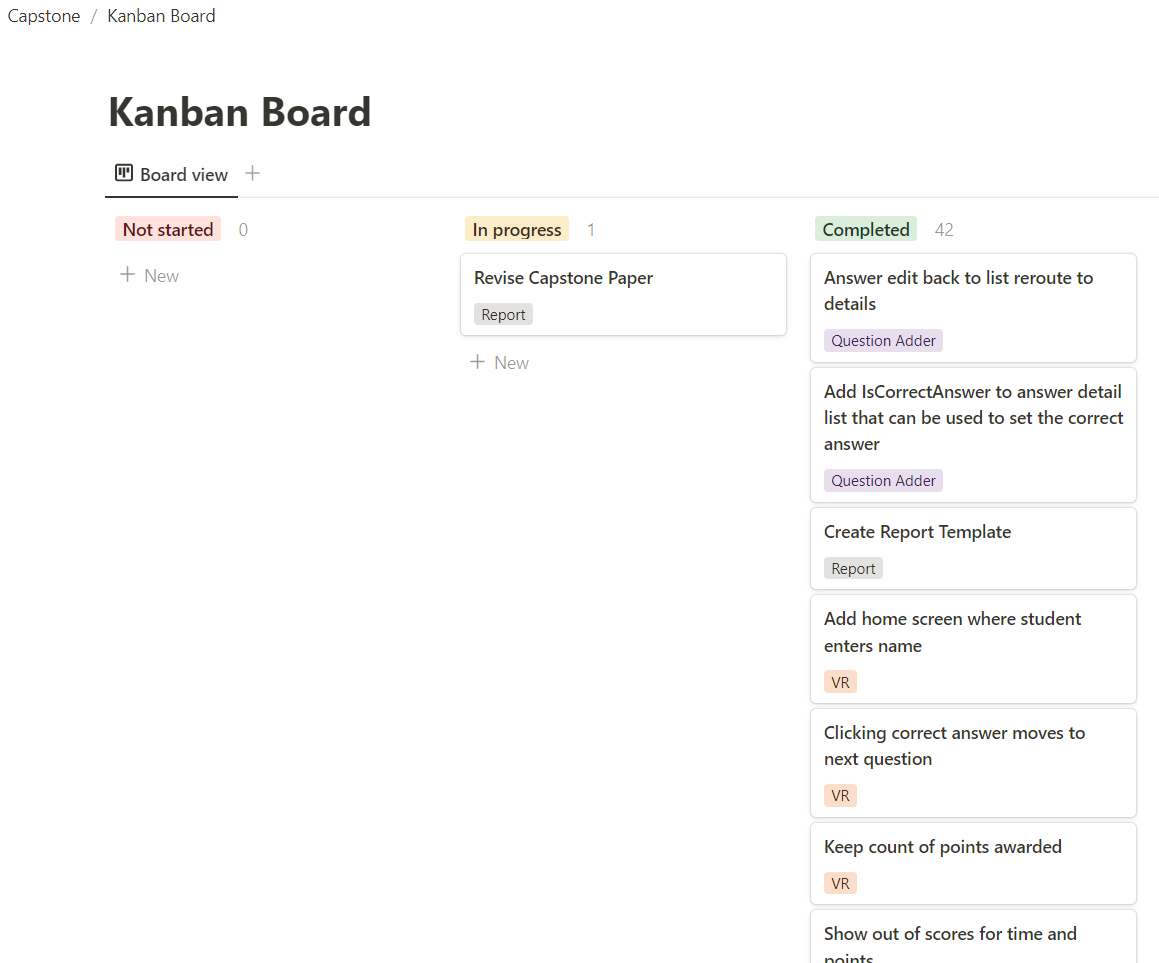 Capstone / Kanban Board
Kanban Board
Board view
Not started 0
+ New
In progress 1
Revise Capstone Paper
Report
+ New
Completed 42
Answer edit back to list reroute to
details
Question Adder
Add IsCorrectAnswer to answer detail
list that can be used to set the correct
answer
Question Adder
Create Report Template
Report
Add home screen where student
enters name
VR
Clicking correct answer moves to
next question
VR
Keep count of points awarded
VR
Show out of scores for time and
points